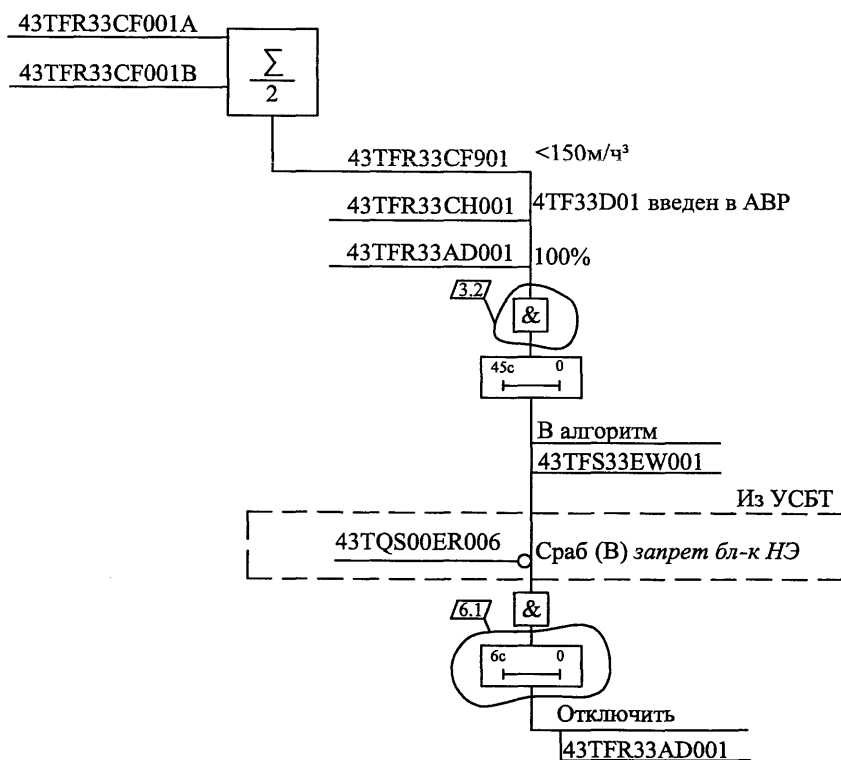 43TFR33CF001A
43TFR33CF001B
Σ
2
43TFR33CF901 <150м/ч³
43TFR33CH001 4TF33D01 введен в АВР
43TFR33AD001 100%
3.2
&
45с 0
В алгоритм
43TFS33EW001
Из УСБТ
43TQS00ER006 Сраб (В) запрет бл-к НЭ
&
6.1
6с 0
Отключить
43TFR33AD001